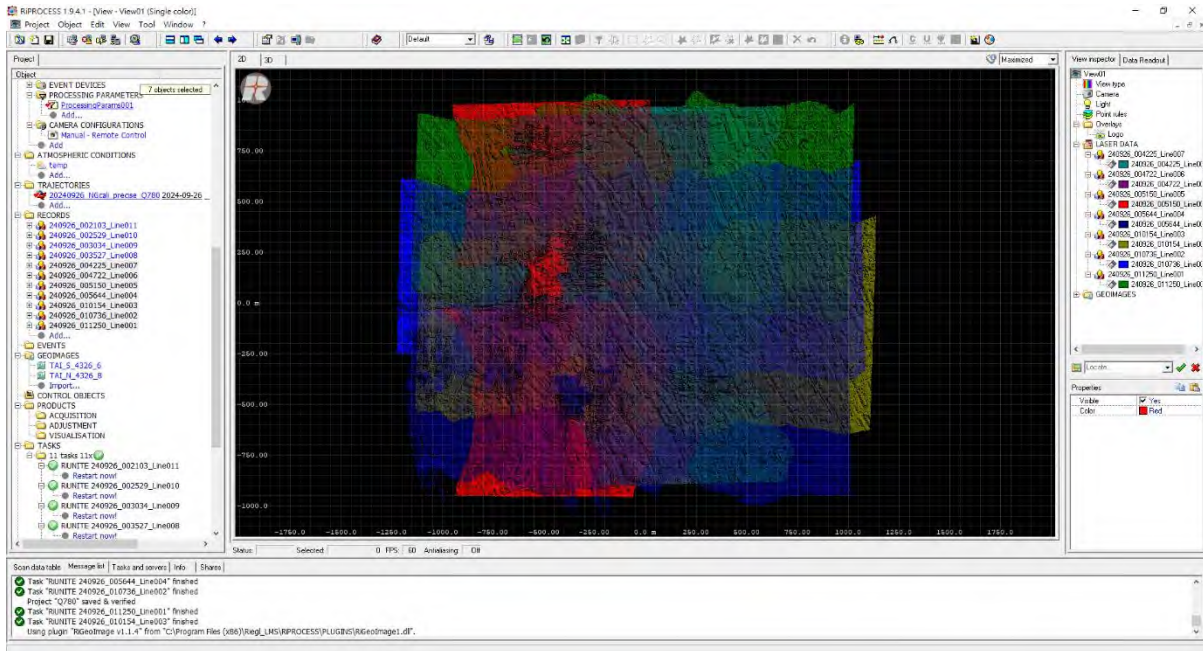 RiPROCESS 1.9.4.1 - [View - View01 (Single color)]
Project Object Edit View Tool Window ?
Default
Project
Object
7 objects selected
EVENT DEVICES
PROCESSING PARAMETERS
ProcessingParams001
Add...
CAMERA CONFIGURATIONS
Manual - Remote Control
Add
ATMOSPHERIC CONDITIONS
temp
Add...
TRAJECTORIES
20240926_NGcali_precise_Q780 2024-09-26
Add...
RECORDS
240926_002103_Line011
240926_002529_Line010
240926_003034_Line009
240926_003527_Line008
240926_004225_Line007
240926_004722_Line006
240926_005150_Line005
240926_005644_Line004
240926_010154_Line003
240926_010736_Line002
240926_011250_Line001
Add...
EVENTS
GEOIMAGES
TAI_S_4326_6
TAI_N_4326_8
Import...
CONTROL OBJECTS
PRODUCTS
ACQUISITION
ADJUSTMENT
VISUALISATION
TASKS
11 tasks 11x
RiUNITE 240926_002103_Line011
Restart now!
RiUNITE 240926_002529_Line010
Restart now!
RiUNITE 240926_003034_Line009
Restart now!
RiUNITE 240926_003527_Line008
Restart now!
2D 3D
Maximized
750.00
500.00
250.00
0.0 m
-250.00
-500.00
-750.00
-1000.0
-1750.0 -1500.0 -1250.0 -1000.0 -750.00 -500.00 -250.00 0.0 m 250.00 500.00 750.00 1000.0 1250.0 1500.0 1750.0
Status: Selected: 0 FPS: 60 Antialiasing: Off
View inspector Data Readout
View01
View type
Camera
Light
Point rules
Overlays
Logo
LASER DATA
240926_004225_Line007
240926_004225_Line00
240926_004722_Line006
240926_004722_Line00
240926_005150_Line005
240926_005150_Line00
240926_005644_Line004
240926_005644_Line00
240926_010154_Line003
240926_010154_Line00
240926_010736_Line002
240926_010736_Line00
240926_011250_Line001
240926_011250_Line00
GEOIMAGES
Locate...
Properties
Visible Yes
Color Red
Scan data table Message list Tasks and servers Info Shares
Task "RiUNITE 240926_005644_Line004" finished
Task "RiUNITE 240926_010736_Line002" finished
Project "Q780" saved & verified
Task "RiUNITE 240926_011250_Line001" finished
Task "RiUNITE 240926_010154_Line003" finished
Using plugin "RiGeoImage v1.1.4" from "C:\Program Files (x86)\Riegl_LMS\RiPROCESS\PLUGINS\RiGeoImage1.dll".